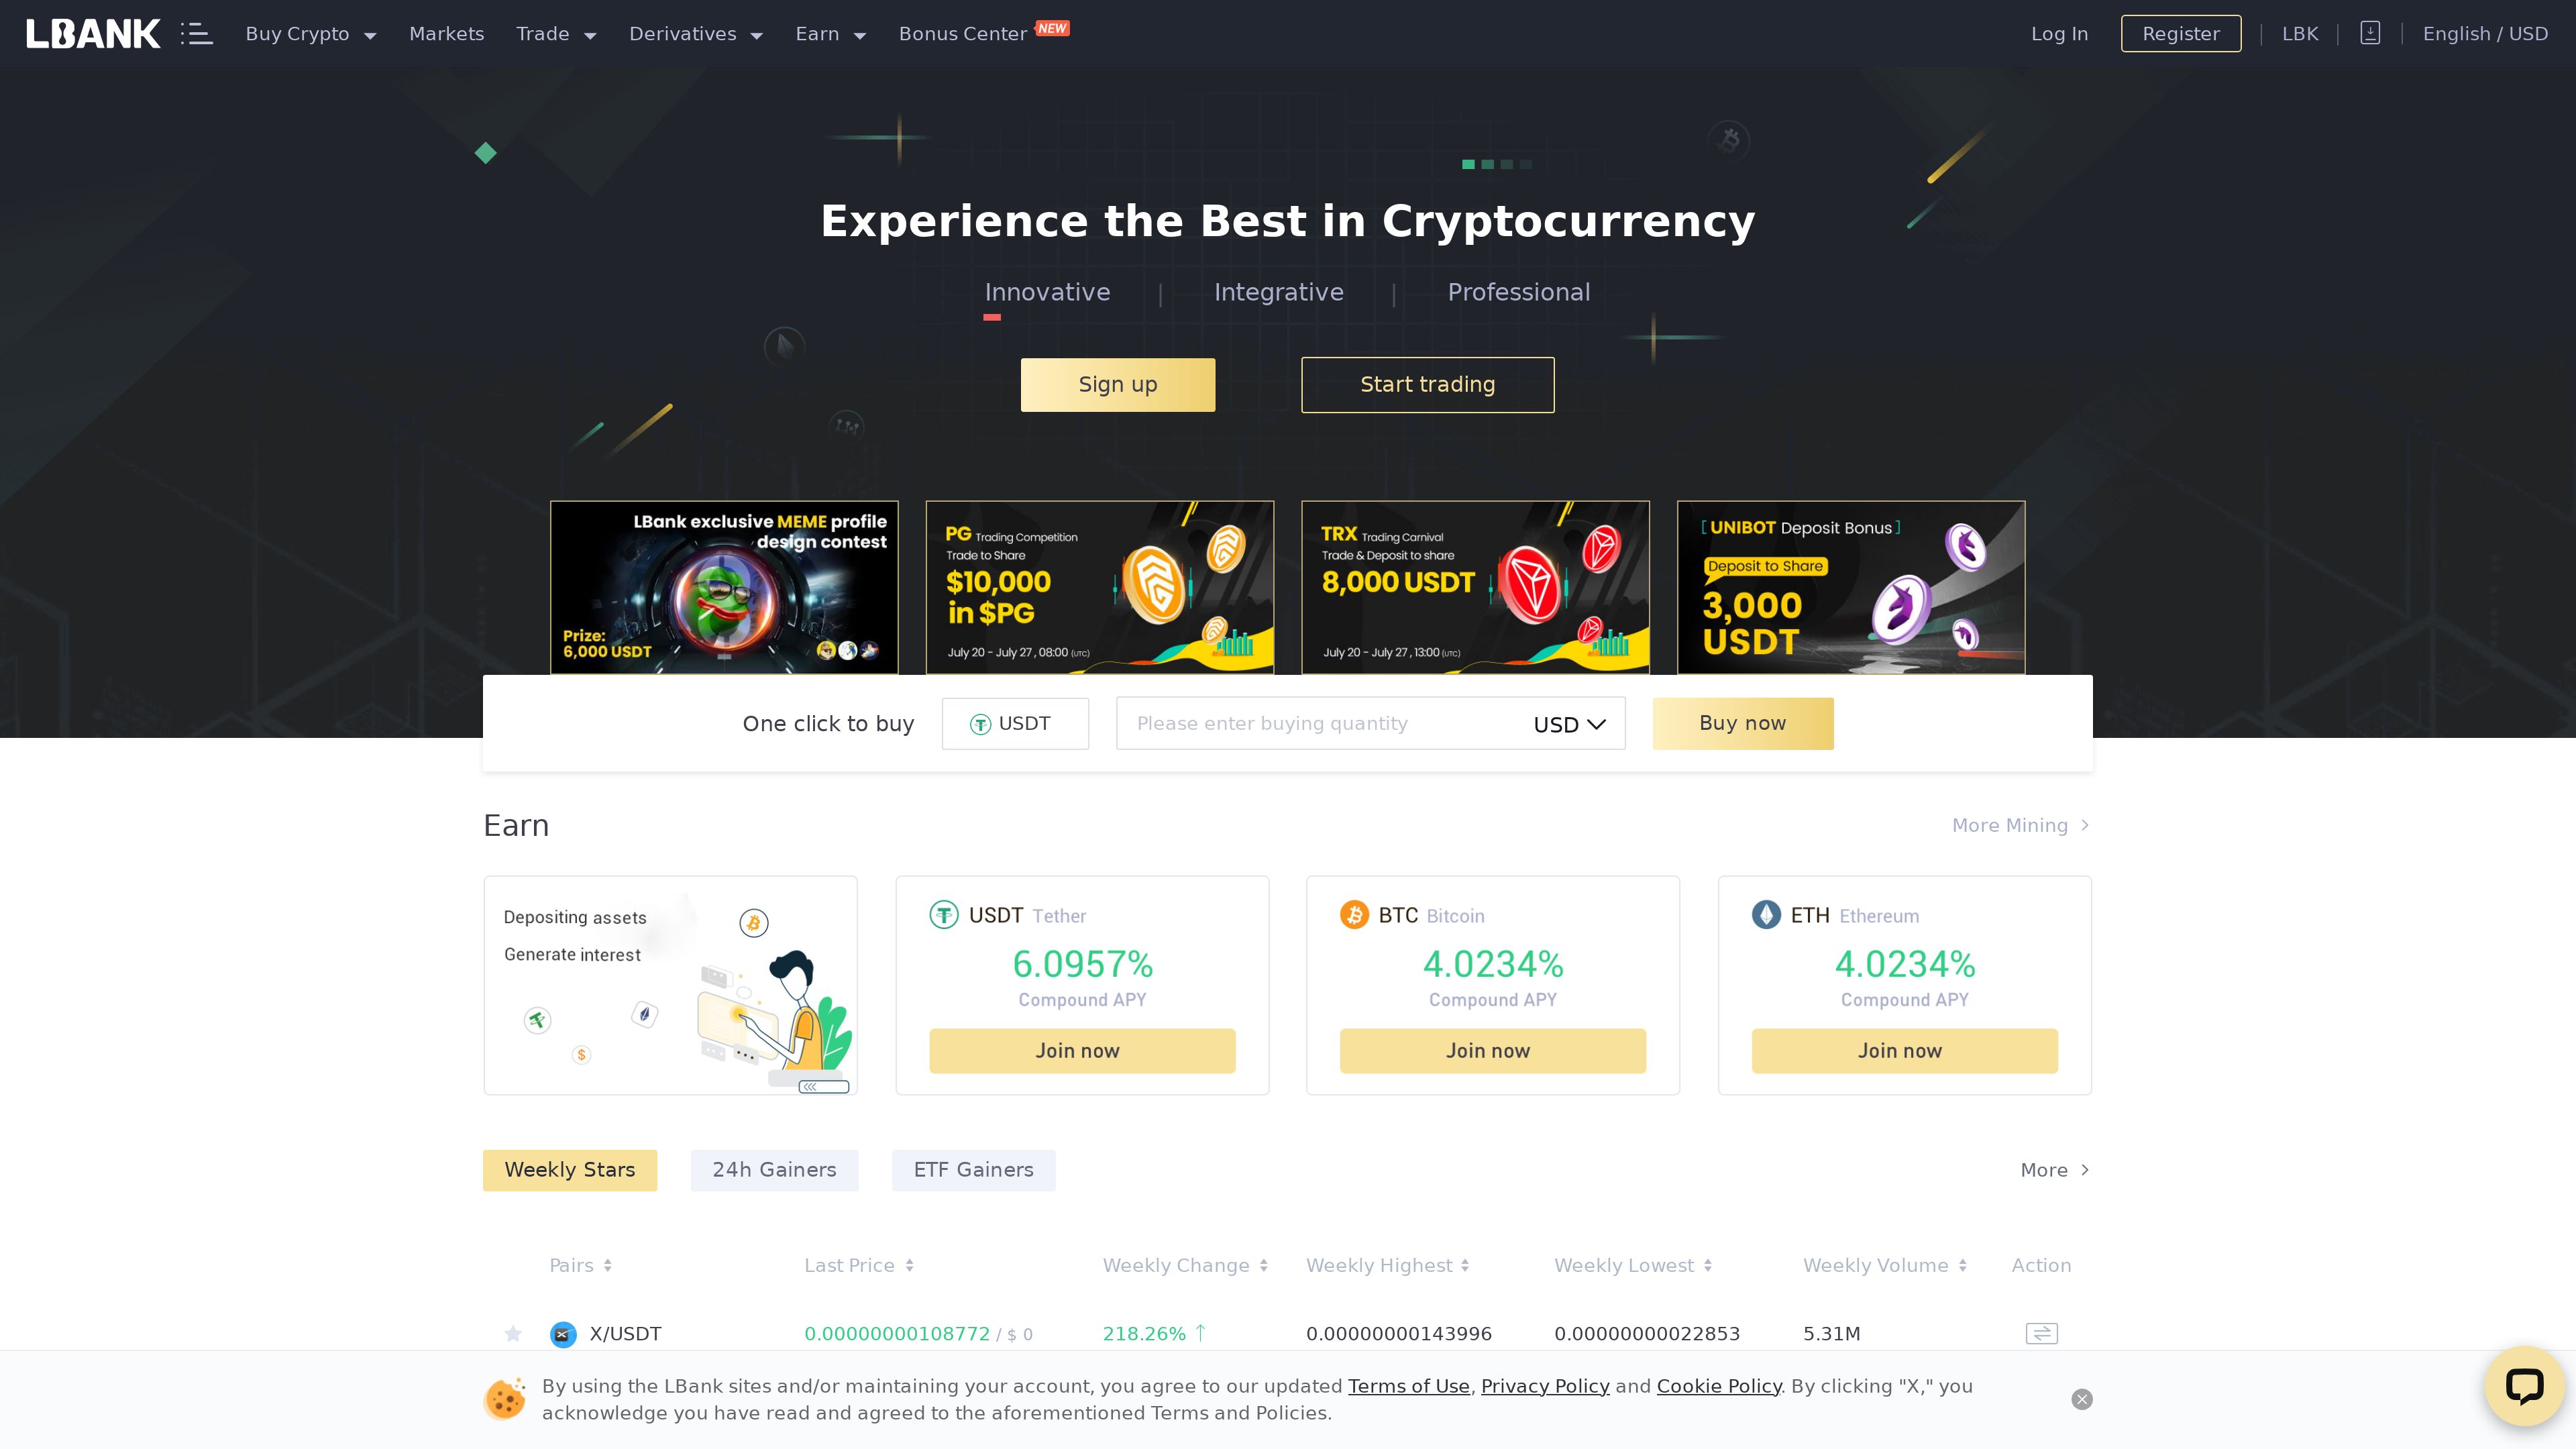 LBANK
Buy Crypto
Markets
Trade
Derivatives
Earn
Bonus Center NEW
Log In
Register
LBK
English / USD
Experience the Best in Cryptocurrency
Innovative | Integrative | Professional
Sign up
Start trading
LBank exclusive MEME profile
design contest
Prize:
6,000 USDT
PG Trading Competition
Trade to Share
$10,000
in $PG
July 20 - July 27 , 08:00 (UTC)
TRX Trading Carnival
Trade & Deposit to share
8,000 USDT
July 20 - July 27 , 13:00 (UTC)
[ UNIBOT Deposit Bonus ]
Deposit to Share
3,000
USDT
One click to buy
USDT
Please enter buying quantity
USD
Buy now
Earn
More Mining >
Depositing assets
Generate interest
USDT Tether
6.0957%
Compound APY
Join now
BTC Bitcoin
4.0234%
Compound APY
Join now
ETH Ethereum
4.0234%
Compound APY
Join now
Weekly Stars
24h Gainers
ETF Gainers
More >
Pairs
Last Price
Weekly Change
Weekly Highest
Weekly Lowest
Weekly Volume
Action
X/USDT
0.00000000108772 / $ 0
218.26% ↑
0.00000000143996
0.00000000022853
5.31M
By using the LBank sites and/or maintaining your account, you agree to our updated Terms of Use, Privacy Policy and Cookie Policy. By clicking "X," you
acknowledge you have read and agreed to the aforementioned Terms and Policies.